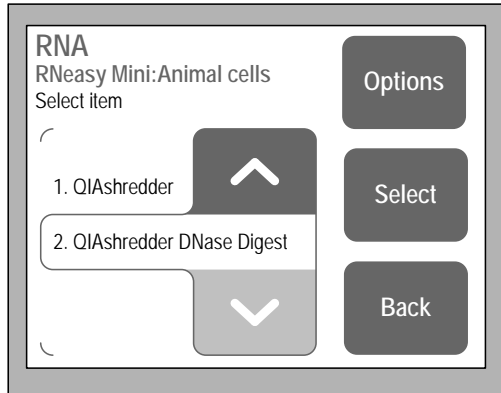 RNA
RNeasy Mini:Animal cells
Select item
1. QIAshredder
2. QIAshredder DNase Digest
Options
Select
Back